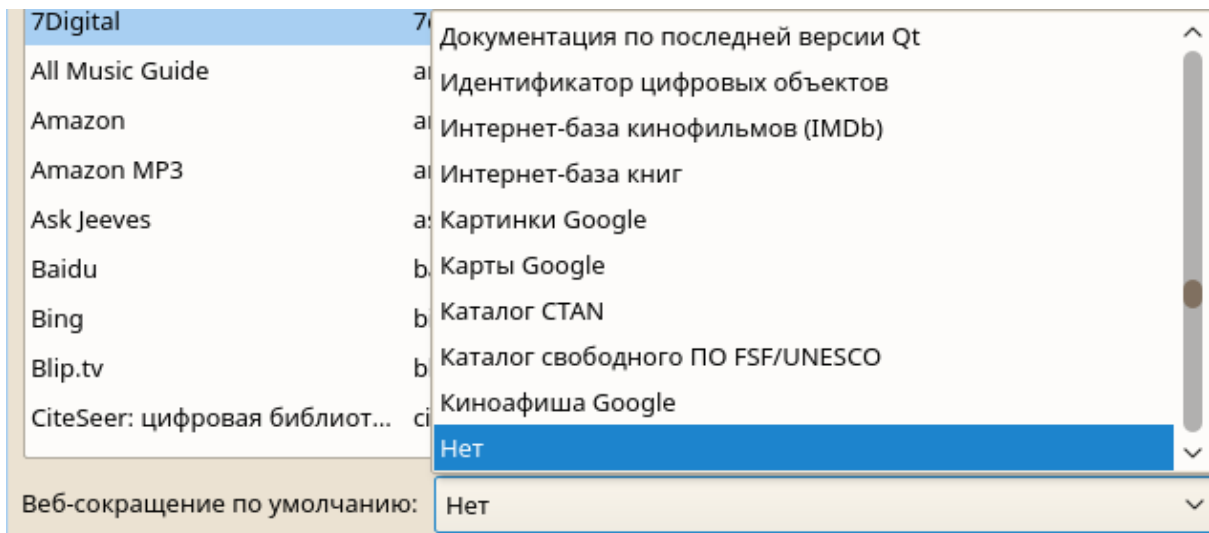 7Digital
All Music Guide
Amazon
Amazon MP3
Ask Jeeves
Baidu
Bing
Blip.tv
CiteSeer: цифровая библиот...
Документация по последней версии Qt
Идентификатор цифровых объектов
Интернет-база кинофильмов (IMDb)
Интернет-база книг
Картинки Google
Карты Google
Каталог CTAN
Каталог свободного ПО FSF/UNESCO
Киноафиша Google
Нет
Веб-сокращение по умолчанию: Нет